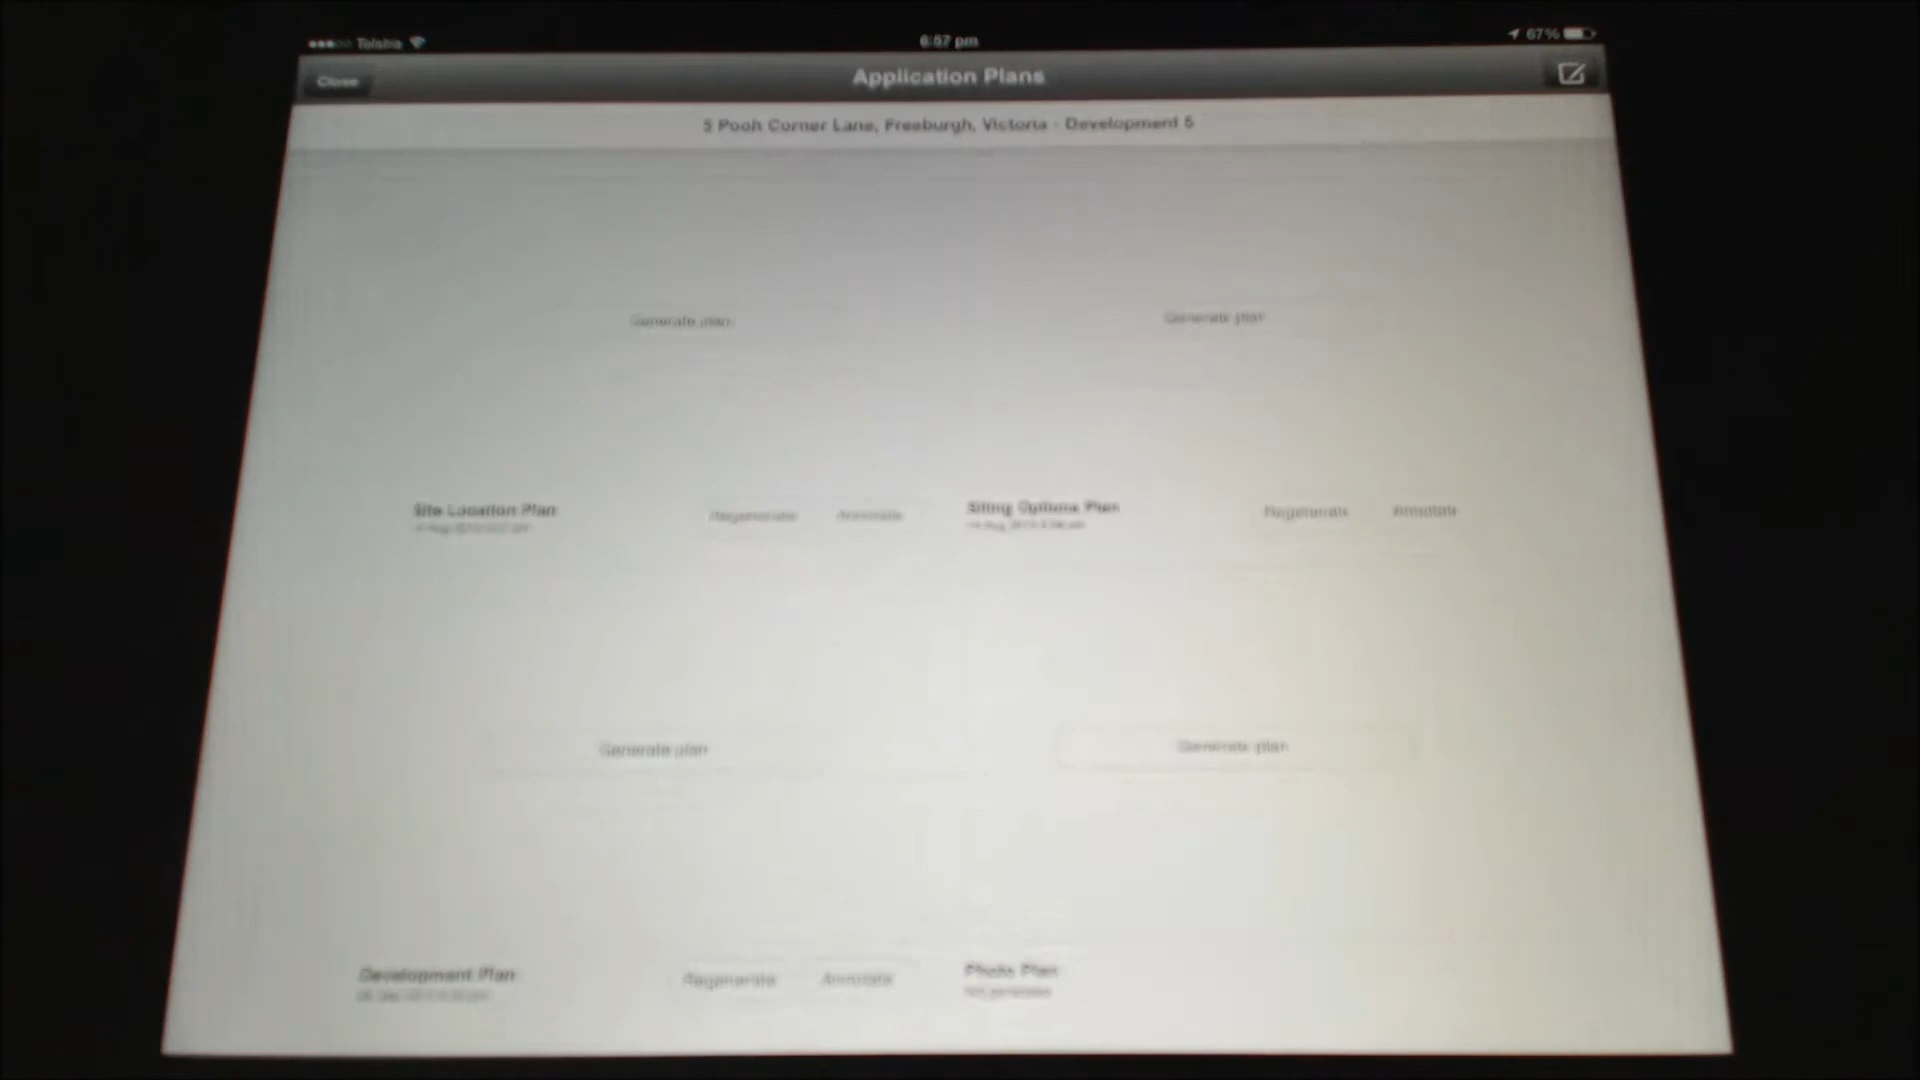 Telstra 6:57 pm 67%
Close Application Plans
5 Pooh Corner Lane, Freeburgh, Victoria - Development 5
Generate plan Generate plan
Site Location Plan Regenerate Annotate Siting Options Plan Regenerate Annotate
Generate plan Generate plan
Development Plan Regenerate Annotate Photo Plan
Not generated